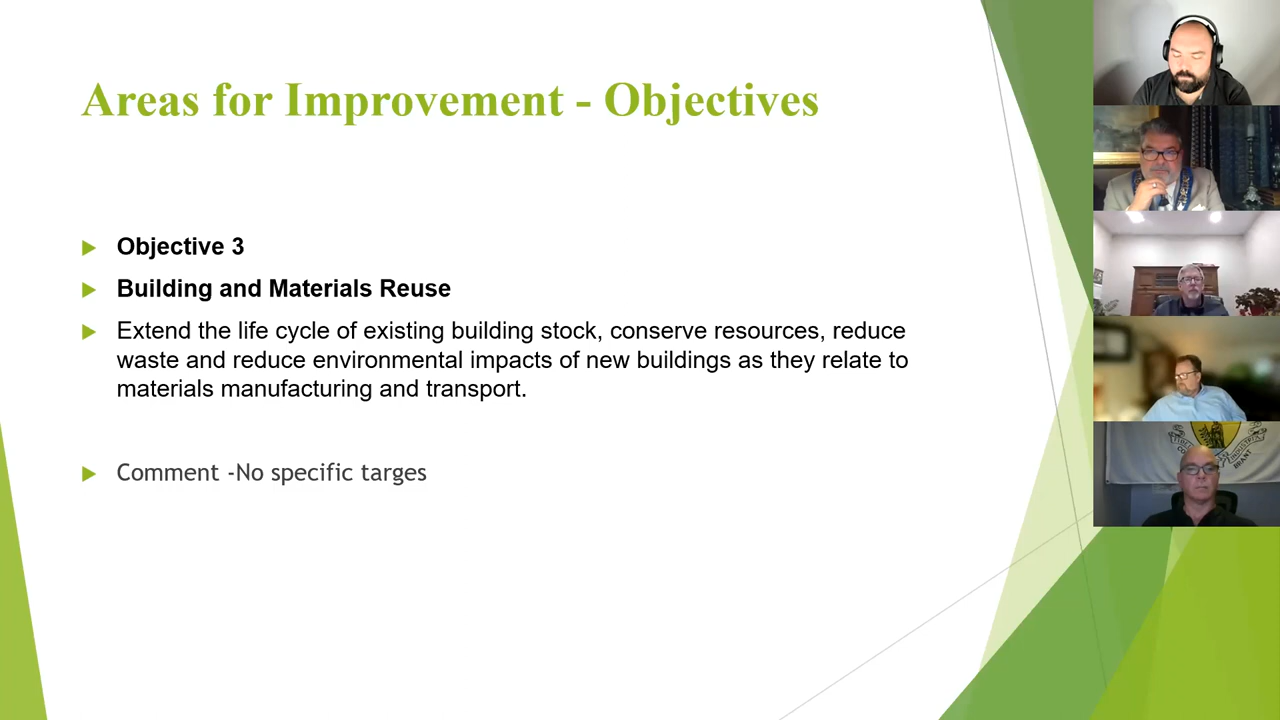 Areas for Improvement - Objectives
Objective 3
Building and Materials Reuse
Extend the life cycle of existing building stock, conserve resources, reduce
waste and reduce environmental impacts of new buildings as they relate to
materials manufacturing and transport.
Comment -No specific targes
BRANT